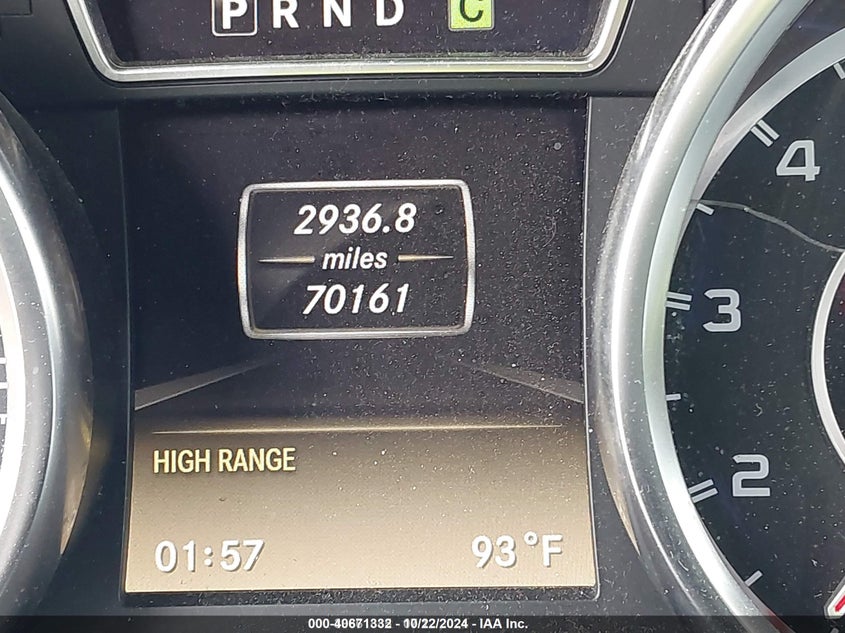 P R N D C
2936.8
miles
70161
HIGH RANGE
01:57 93°F
4
3
2
10/22/2024 - IAA Inc.